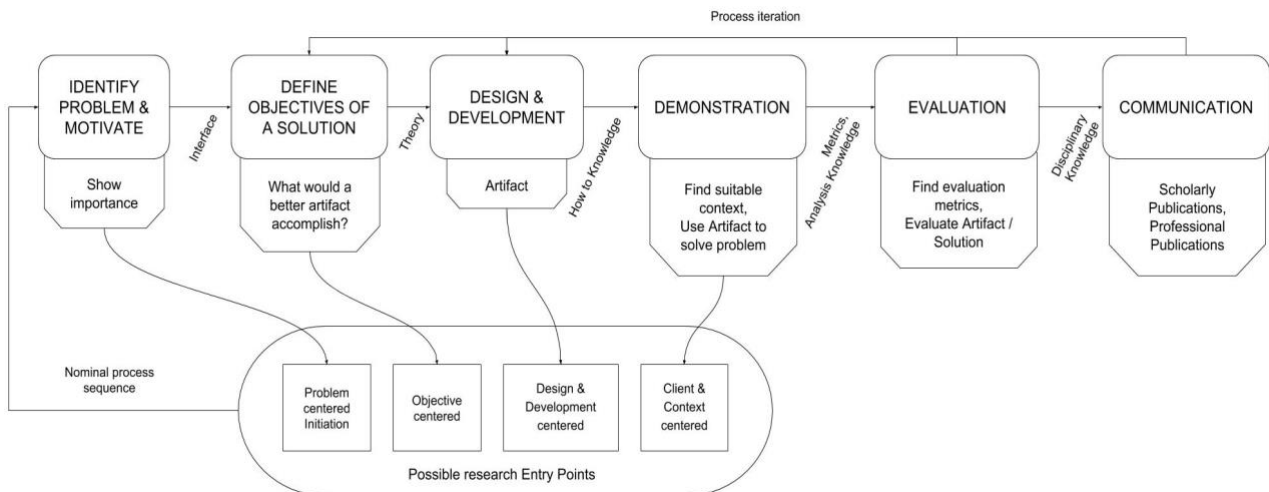 Process iteration
IDENTIFY
PROBLEM &
MOTIVATE
Show
importance
Interface
DEFINE
OBJECTIVES OF
A SOLUTION
What would a
better artifact
accomplish?
Theory
DESIGN &
DEVELOPMENT
Artifact
How to Knowledge
DEMONSTRATION
Find suitable
context,
Use Artifact to
solve problem
Metrics,
Analysis Knowledge
EVALUATION
Find evaluation
metrics,
Evaluate Artifact /
Solution
Disciplinary
Knowledge
COMMUNICATION
Scholarly
Publications,
Professional
Publications
Nominal process
sequence
Problem
centered
Initiation
Objective
centered
Design &
Development
centered
Client &
Context
centered
Possible research Entry Points